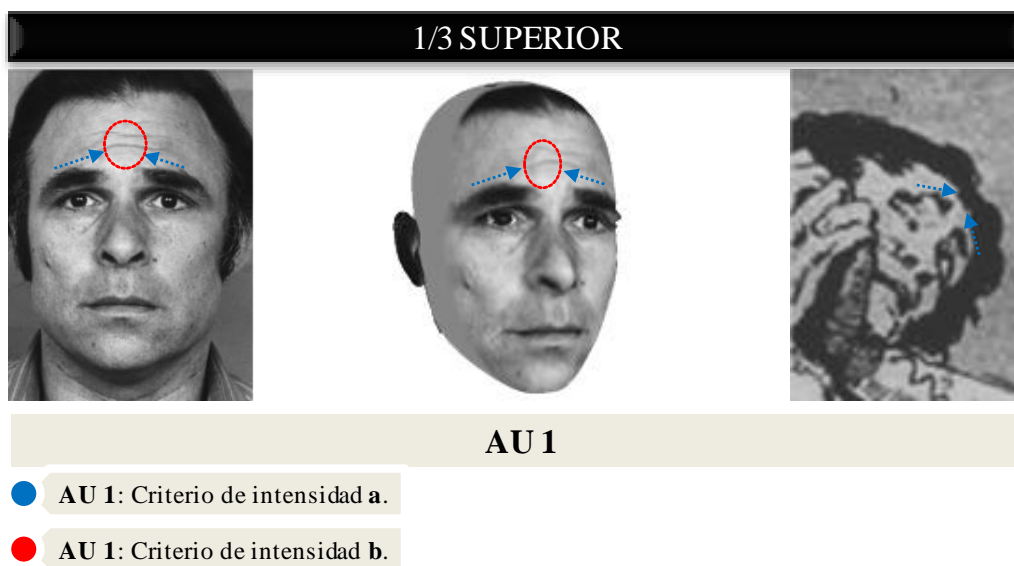 1/3 SUPERIOR
AU 1
AU 1: Criterio de intensidad a.
AU 1: Criterio de intensidad b.